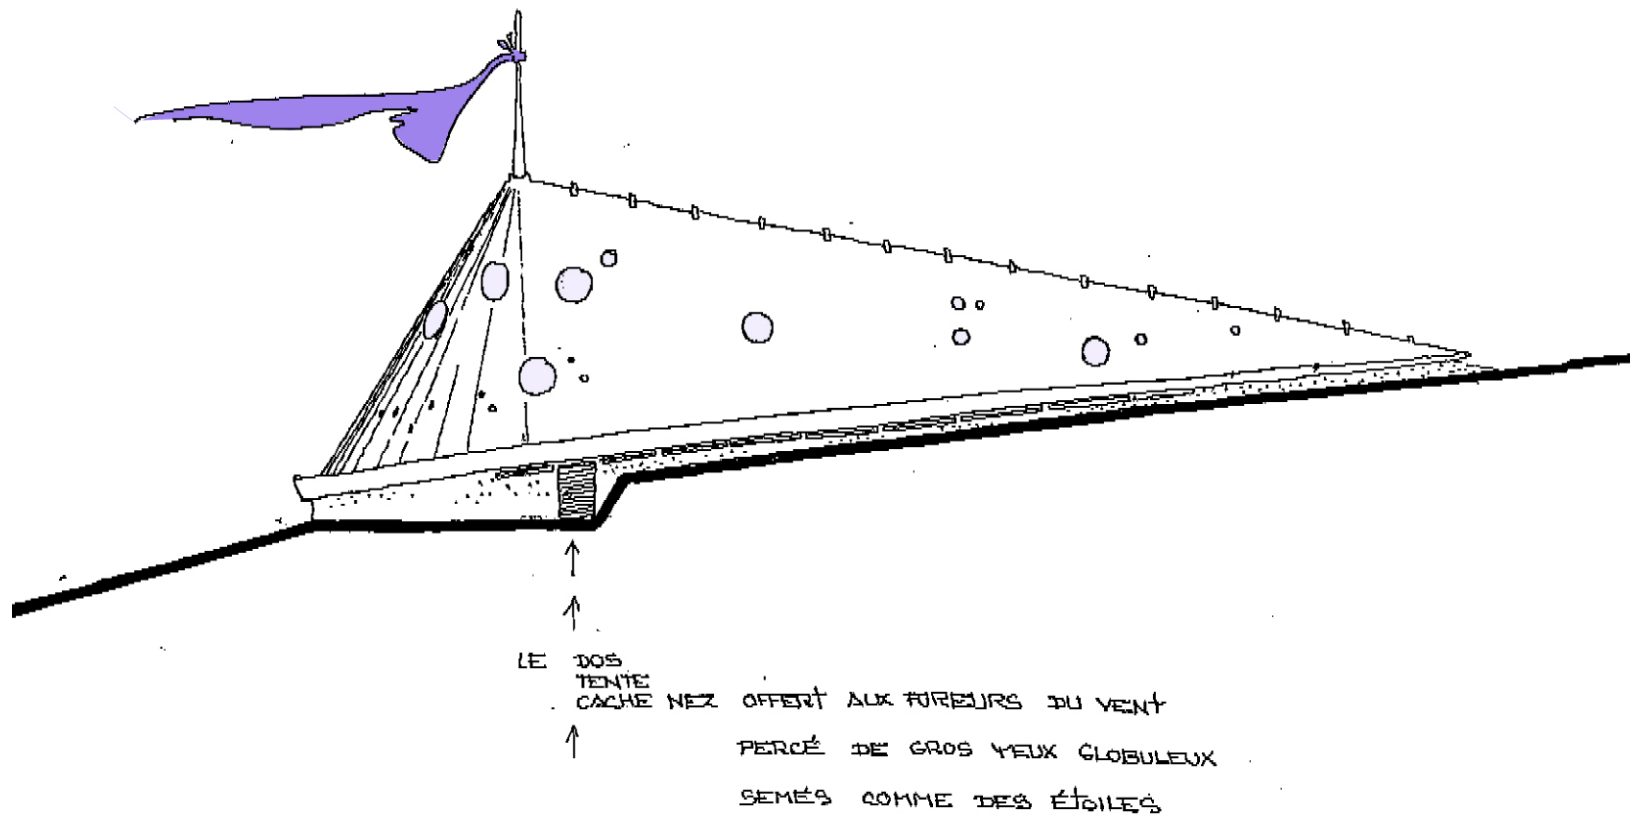 LE DOS
TENTE
CACHE NEZ OFFERT AUX FUREURS DU VENT
PERCÉ DE GROS YEUX GLOBULEUX
SEMÉS COMME DES ÉTOILES